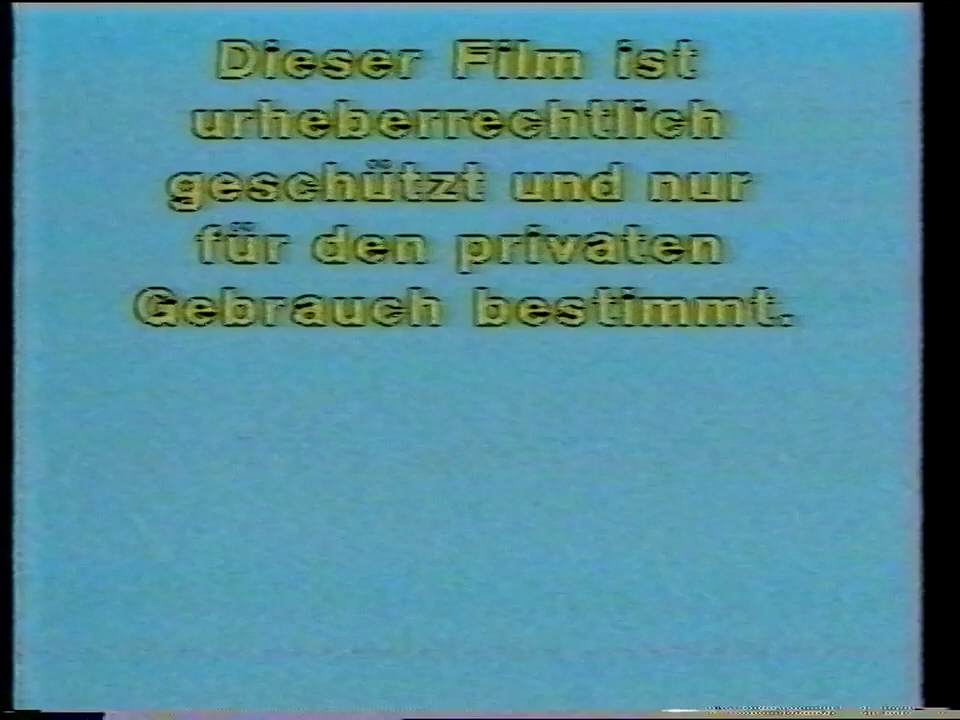 Dieser Film ist
urheberrechtlich
geschützt und nur
für den privaten
Gebrauch bestimmt.